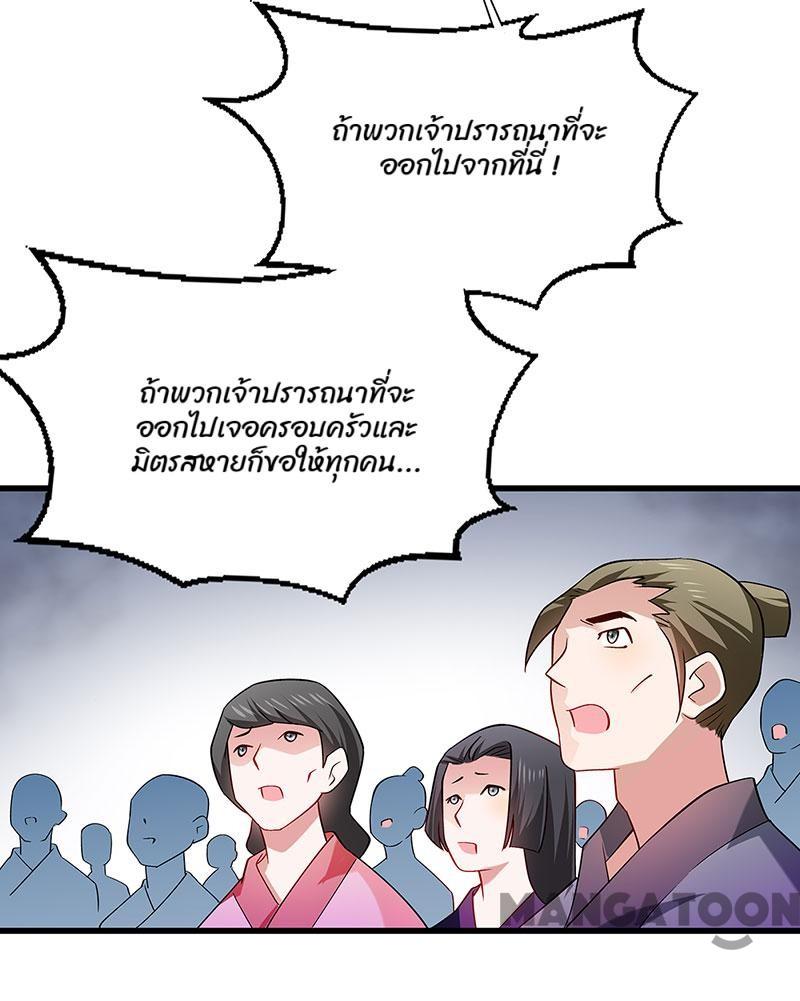 ถ้าพวกเจ้าปรารถนาที่จะ
ออกไปจากที่นี่ !
ถ้าพวกเจ้าปรารถนาที่จะ
ออกไปเจอครอบครัวและ
มิตรสหายก็ขอให้ทุกคน...
MANGATOON